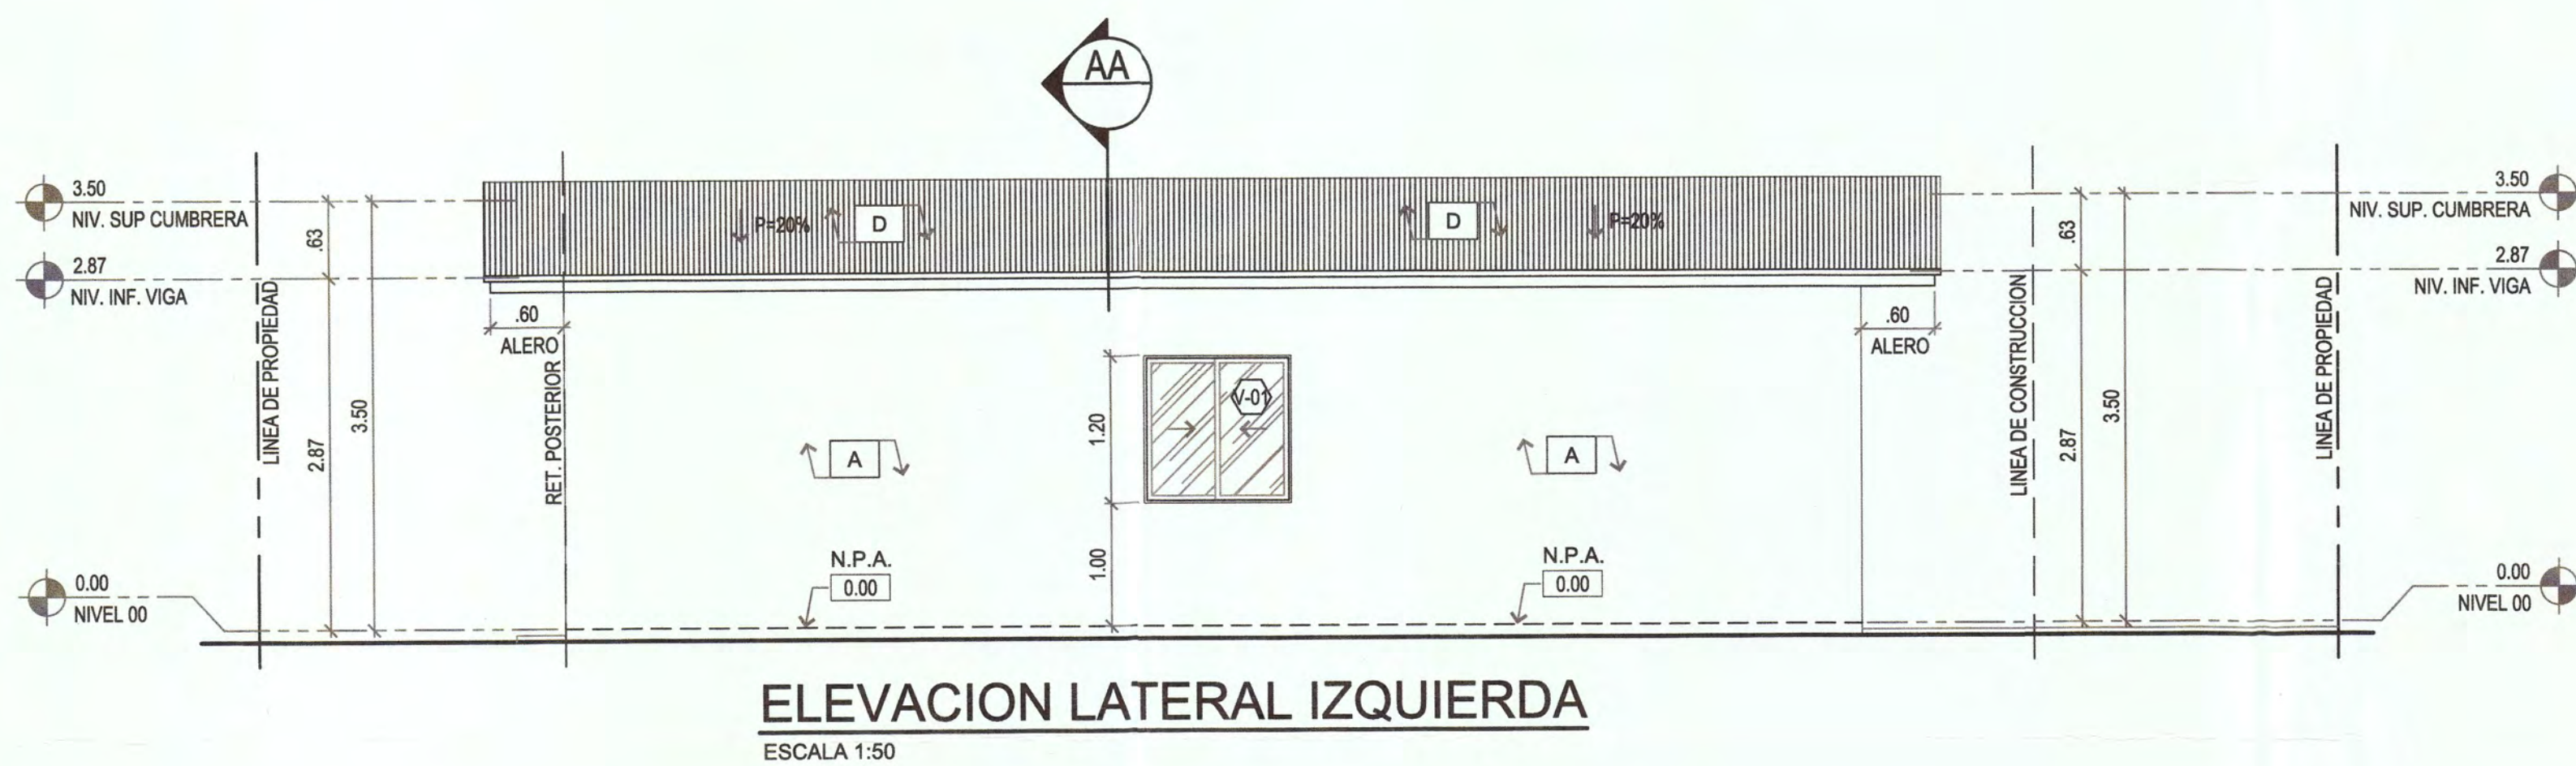 AA
3.50
NIV. SUP CUMBRERA
2.87
NIV. INF. VIGA
0.00
NIVEL 00
LINEA DE PROPIEDAD
.63
2.87
3.50
.60
ALERO
RET. POSTERIOR
P=20%
D
D
P=20%
A
N.P.A.
0.00
1.20
1.00
V-01
A
N.P.A.
0.00
.60
ALERO
LINEA DE CONSTRUCCION
.63
2.87
3.50
LINEA DE PROPIEDAD
3.50
NIV. SUP. CUMBRERA
2.87
NIV. INF. VIGA
0.00
NIVEL 00
ELEVACION LATERAL IZQUIERDA
ESCALA 1:50